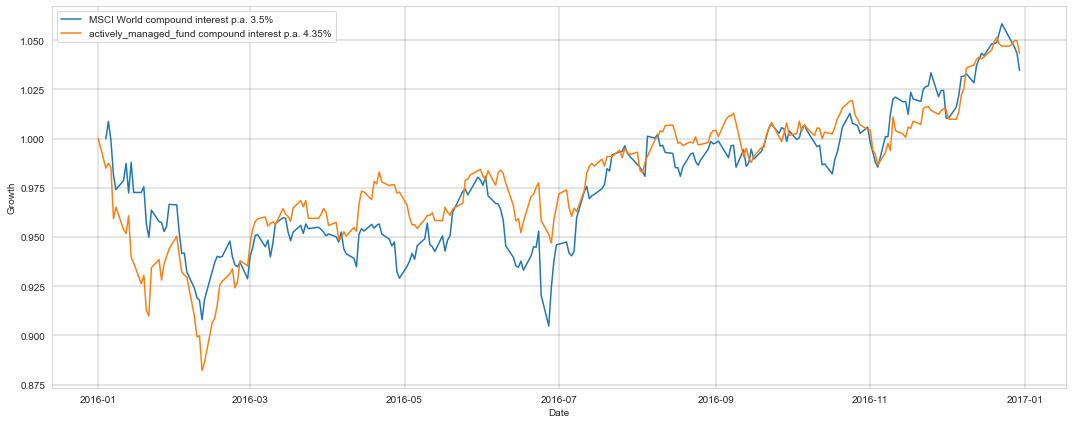 MSCI World compound interest p.a. 3.5%
actively_managed_fund compound interest p.a. 4.35%
Growth
1.050
1.025
1.000
0.975
0.950
0.925
0.900
0.875
2016-01 2016-03 2016-05 2016-07 2016-09 2016-11 2017-01
Date